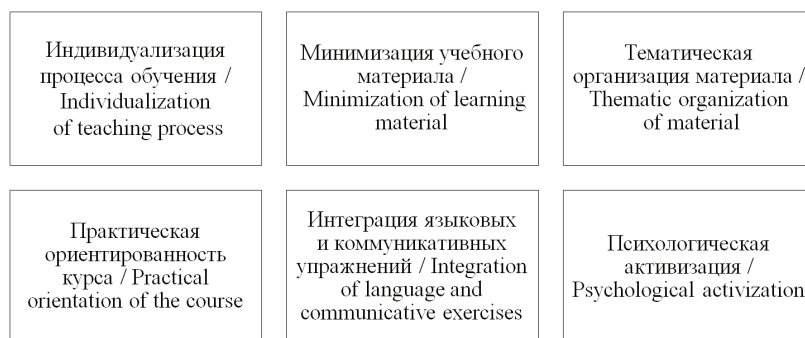 Индивидуализация
процесса обучения /
Individualization
of teaching process
Минимизация учебного
материала /
Minimization of learning
material
Тематическая
организация материала /
Thematic organization
of material
Практическая
ориентированность
курса / Practical
orientation of the course
Интеграция языковых
и коммуникативных
упражнений / Integration
of language and
communicative exercises
Психологическая
активизация /
Psychological activization